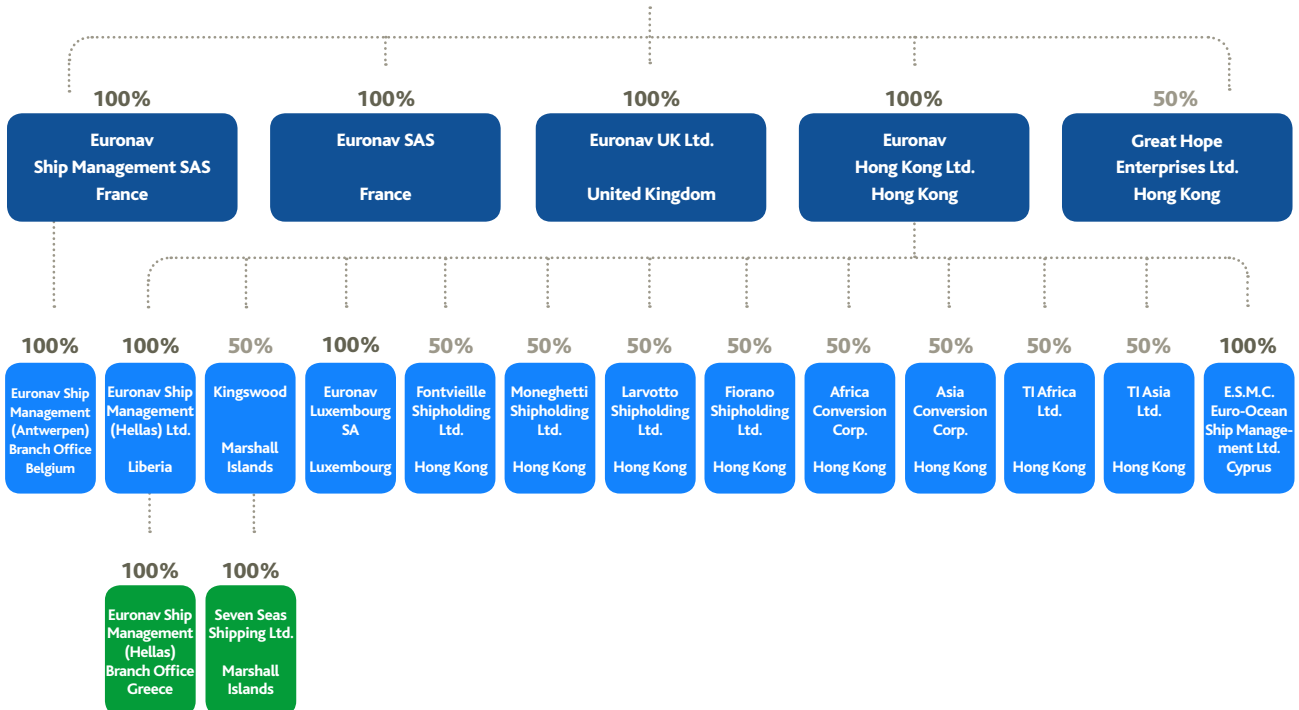 100%
100%
100%
100%
50%
Euronav
Ship Management SAS
France
Euronav SAS
France
Euronav UK Ltd.
United Kingdom
Euronav
Hong Kong Ltd.
Hong Kong
Great Hope
Enterprises Ltd.
Hong Kong
100%
100%
50%
100%
50%
50%
50%
50%
50%
50%
50%
50%
100%
Euronav Ship
Management
(Antwerpen)
Branch Office
Belgium
Euronav Ship
Management
(Hellas) Ltd.
Liberia
Kingswood
Marshall
Islands
Euronav
Luxembourg
SA
Luxembourg
Fontvieille
Shipholding
Ltd.
Hong Kong
Moneghetti
Shipholding
Ltd.
Hong Kong
Larvotto
Shipholding
Ltd.
Hong Kong
Fiorano
Shipholding
Ltd.
Hong Kong
Africa
Conversion
Corp.
Hong Kong
Asia
Conversion
Corp.
Hong Kong
TI Africa
Ltd.
Hong Kong
TI Asia
Ltd.
Hong Kong
E.S.M.C.
Euro-Ocean
Ship Manage-
ment Ltd.
Cyprus
100%
100%
Euronav Ship
Management
(Hellas)
Branch Office
Greece
Seven Seas
Shipping Ltd.
Marshall
Islands